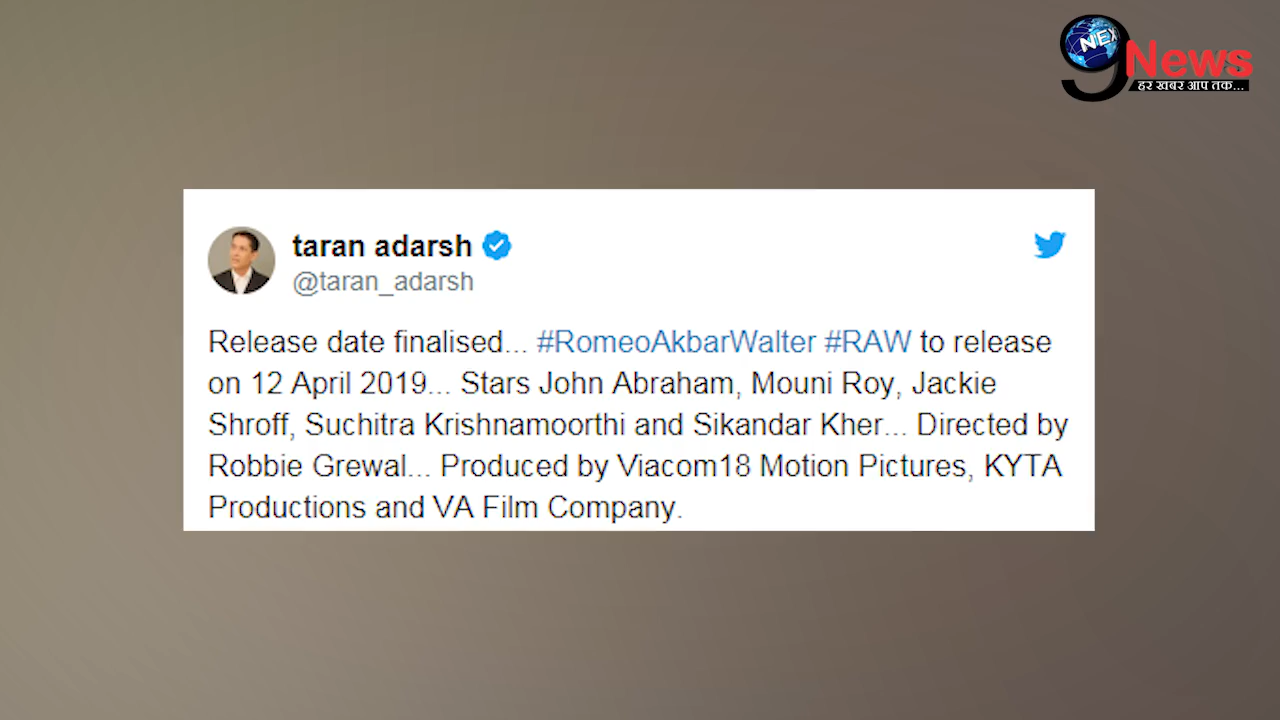 NEX
9 News
हर खबर आप तक...
taran adarsh
@taran_adarsh
Release date finalised... #RomeoAkbarWalter #RAW to release
on 12 April 2019... Stars John Abraham, Mouni Roy, Jackie
Shroff, Suchitra Krishnamoorthi and Sikandar Kher... Directed by
Robbie Grewal... Produced by Viacom18 Motion Pictures, KYTA
Productions and VA Film Company.